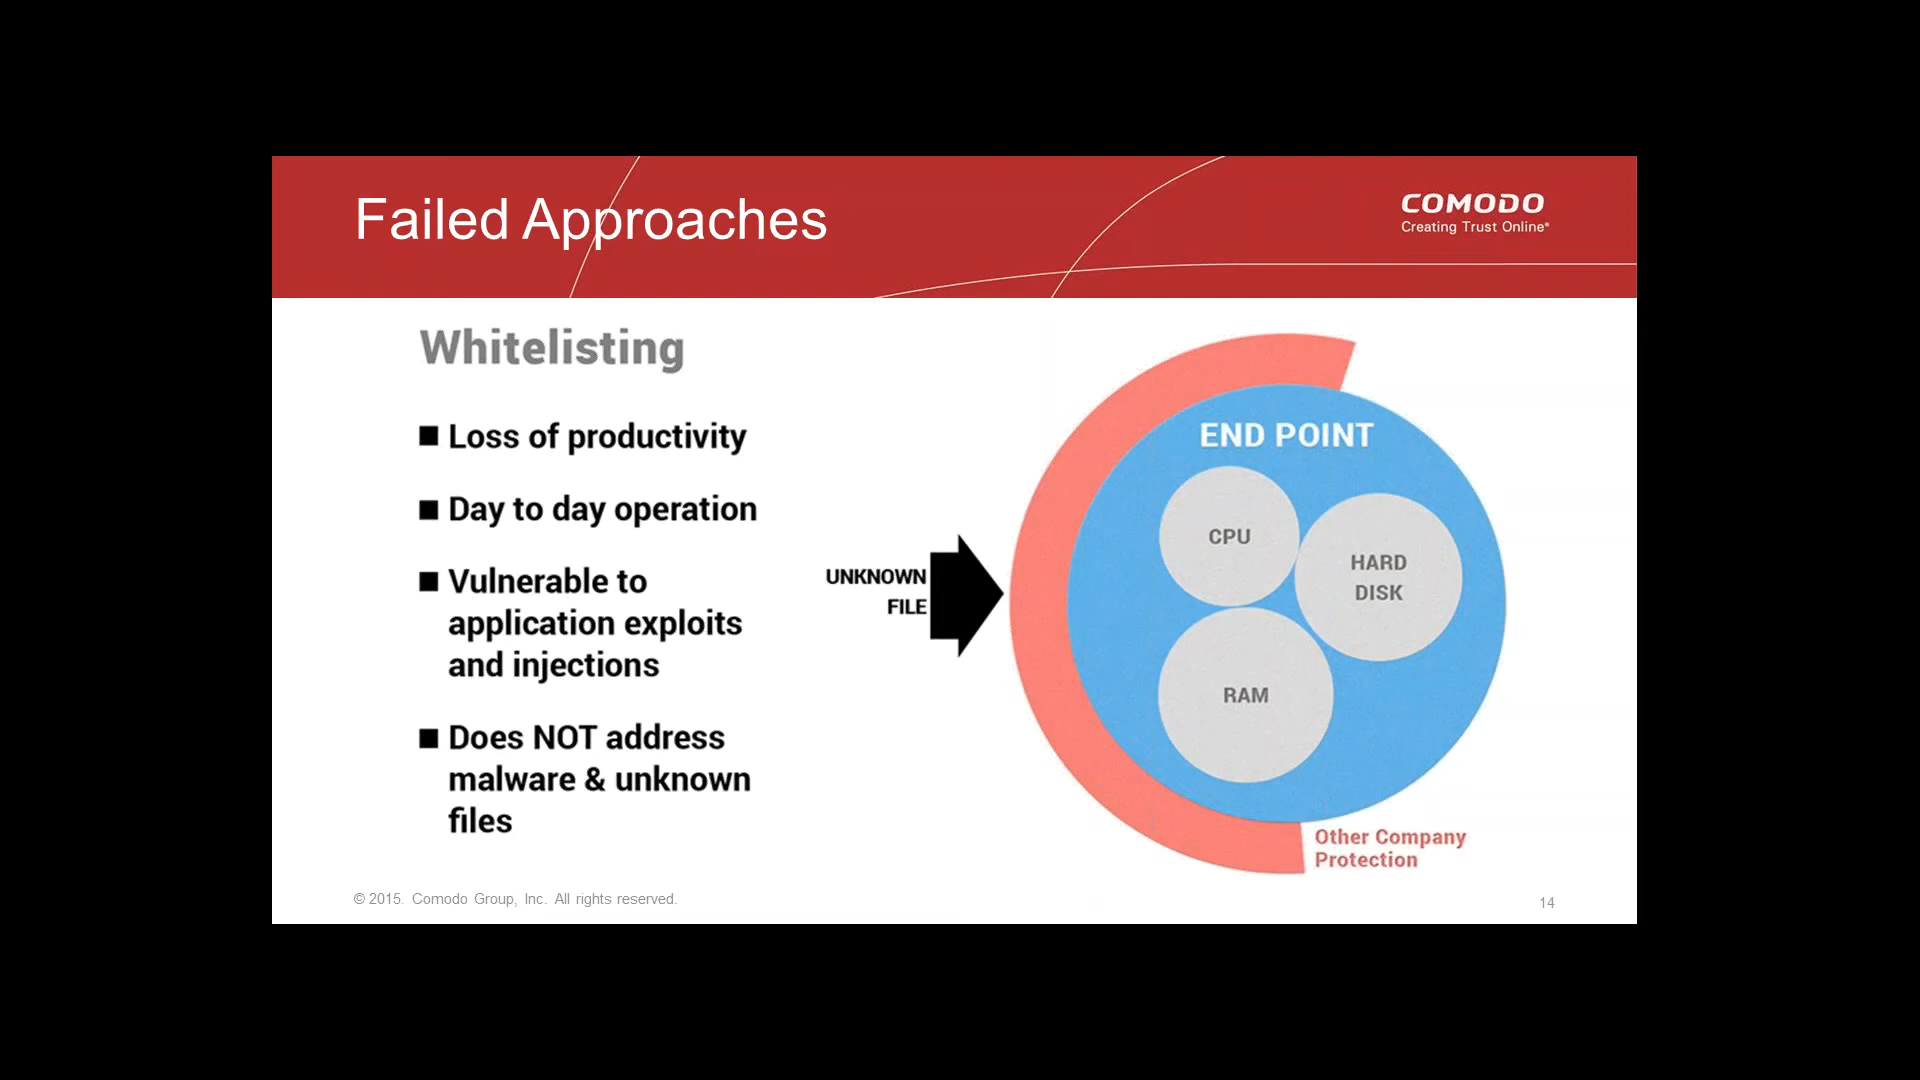 Failed Approaches
COMODO
Creating Trust Online®
Whitelisting
■ Loss of productivity
■ Day to day operation
■ Vulnerable to
application exploits
and injections
■ Does NOT address
malware & unknown
files
UNKNOWN
FILE
END POINT
CPU
HARD
DISK
RAM
Other Company
Protection
© 2015. Comodo Group, Inc. All rights reserved.
14